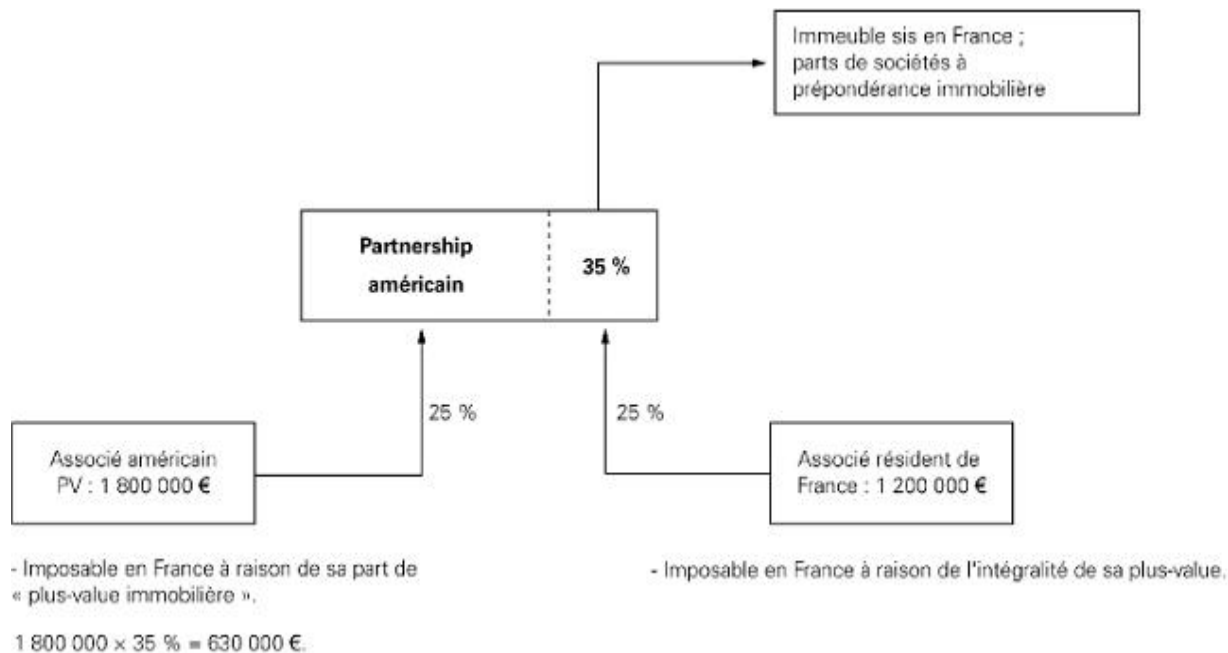 Immeuble sis en France ;
parts de sociétés à
prépondérance immobilière
Partnership
américain
35 %
25 %
25 %
Associé américain
PV : 1 800 000 €
Associé résident de
France : 1 200 000 €
- Imposable en France à raison de sa part de
« plus-value immobilière ».
- Imposable en France à raison de l'intégralité de sa plus-value.
1 800 000 × 35 % = 630 000 €.